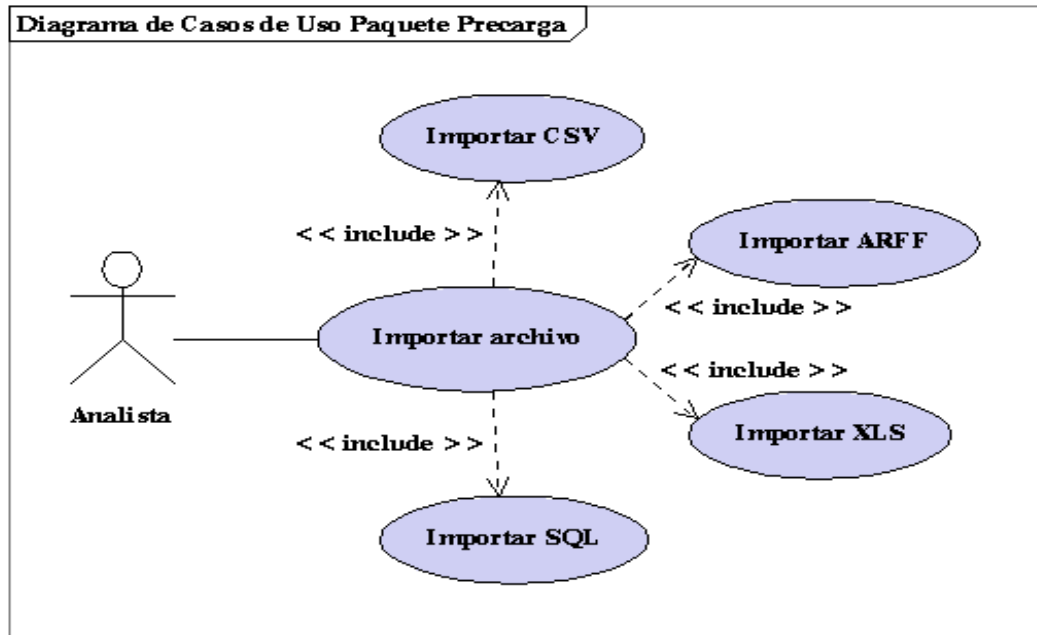 Diagrama de Casos de Uso Paquete Precarga
Importar CSV
<< include >>
Importar ARFF
<< include >>
Importar archivo
<< include >>
Analista
Importar XLS
<< include >>
Importar SQL